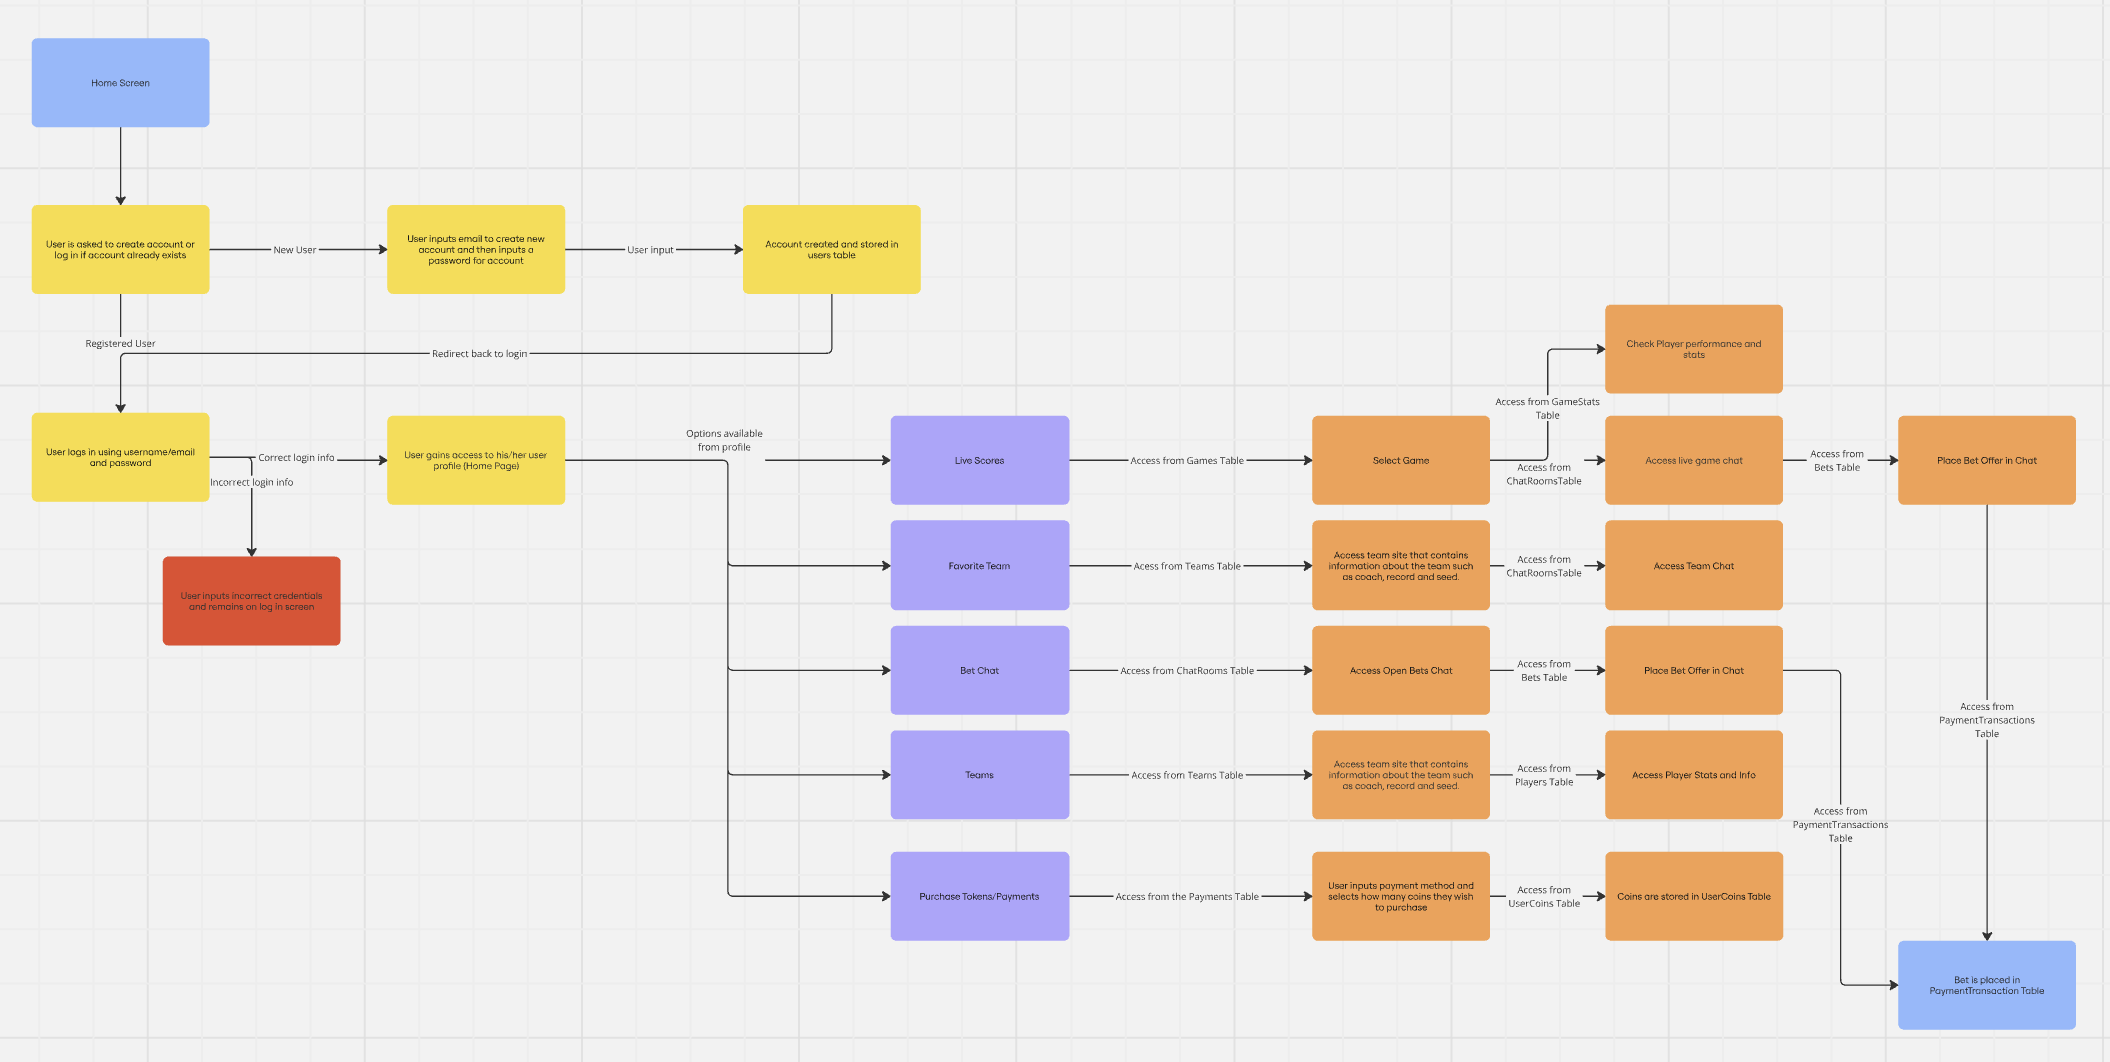 Home Screen
User is asked to create account or
log in if account already exists
New User
User inputs email to create new
account and then inputs a
password for account
User input
Account created and stored in
users table
Registered User
Redirect back to login
User logs in using username/email
and password
Correct login info
Incorrect login info
User inputs incorrect credentials
and remains on log in screen
User gains access to his/her user
profile (Home Page)
Options available
from profile
Live Scores
Access from Games Table
Select Game
Access from GameStats
Table
Check Player performance and
stats
Access from
ChatRoomsTable
Access live game chat
Access from
Bets Table
Place Bet Offer in Chat
Favorite Team
Acess from Teams Table
Access team site that contains
information about the team such
as coach, record and seed.
Access from
ChatRoomsTable
Access Team Chat
Bet Chat
Access from ChatRooms Table
Access Open Bets Chat
Access from
Bets Table
Place Bet Offer in Chat
Access from
PaymentTransactions
Table
Teams
Access from Teams Table
Access team site that contains
information about the team such
as coach, record and seed.
Access from
Players Table
Access Player Stats and Info
Access from
PaymentTransactions
Table
Purchase Tokens/Payments
Access from the Payments Table
User inputs payment method and
selects how many coins they wish
to purchase
Access from
UserCoins Table
Coins are stored in UserCoins Table
Bet is placed in
PaymentTransaction Table